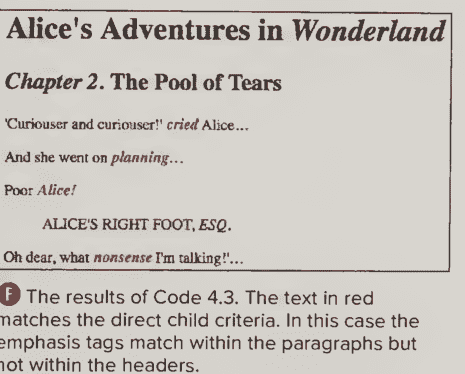 Alice's Adventures in Wonderland
Chapter 2. The Pool of Tears
'Curiouser and curiouser!' cried Alice...
And she went on planning...
Poor Alice!
ALICE'S RIGHT FOOT, ESQ.
Oh dear, what nonsense I'm talking!'...
F The results of Code 4.3. The text in red
matches the direct child criteria. In this case the
emphasis tags match within the paragraphs but
not within the headers.